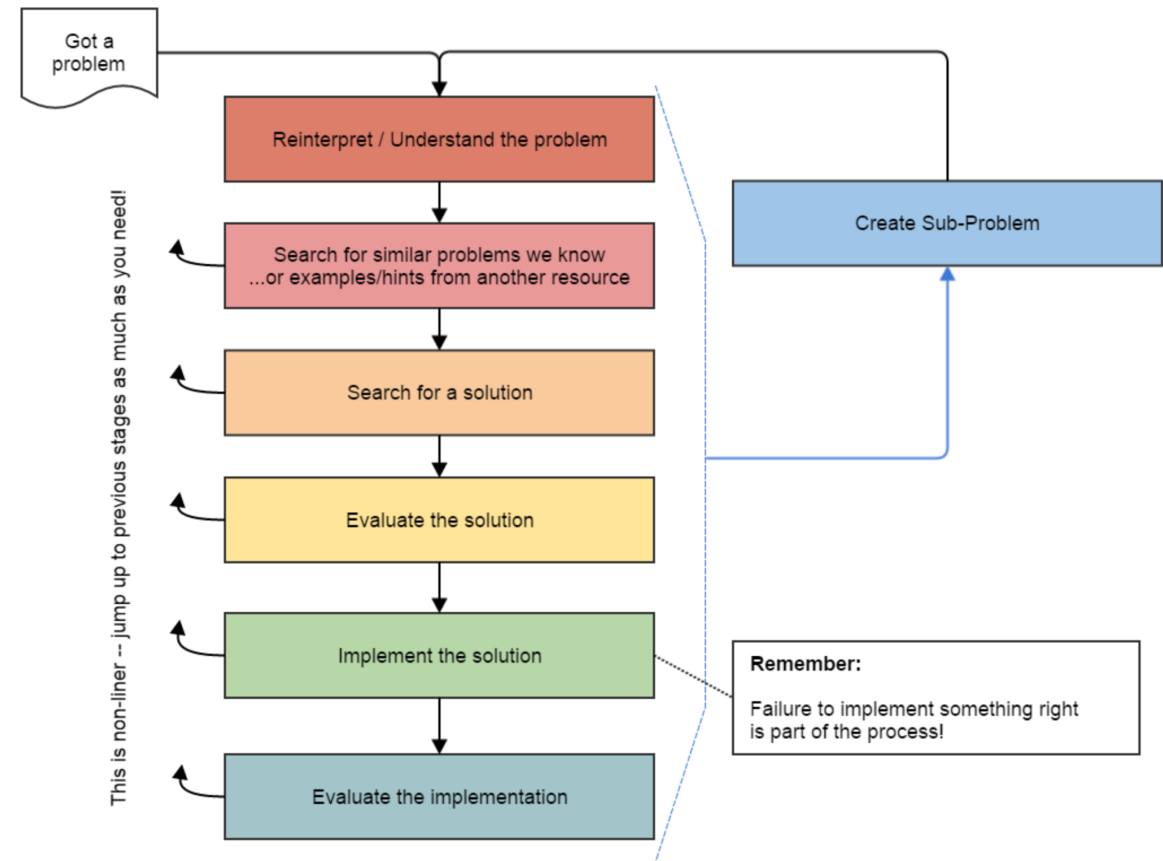 Got a
problem
Reinterpret / Understand the problem
Create Sub-Problem
Search for similar problems we know
...or examples/hints from another resource
Search for a solution
Evaluate the solution
Implement the solution
Remember:
Failure to implement something right
is part of the process!
Evaluate the implementation
This is non-liner -- jump up to previous stages as much as you need!